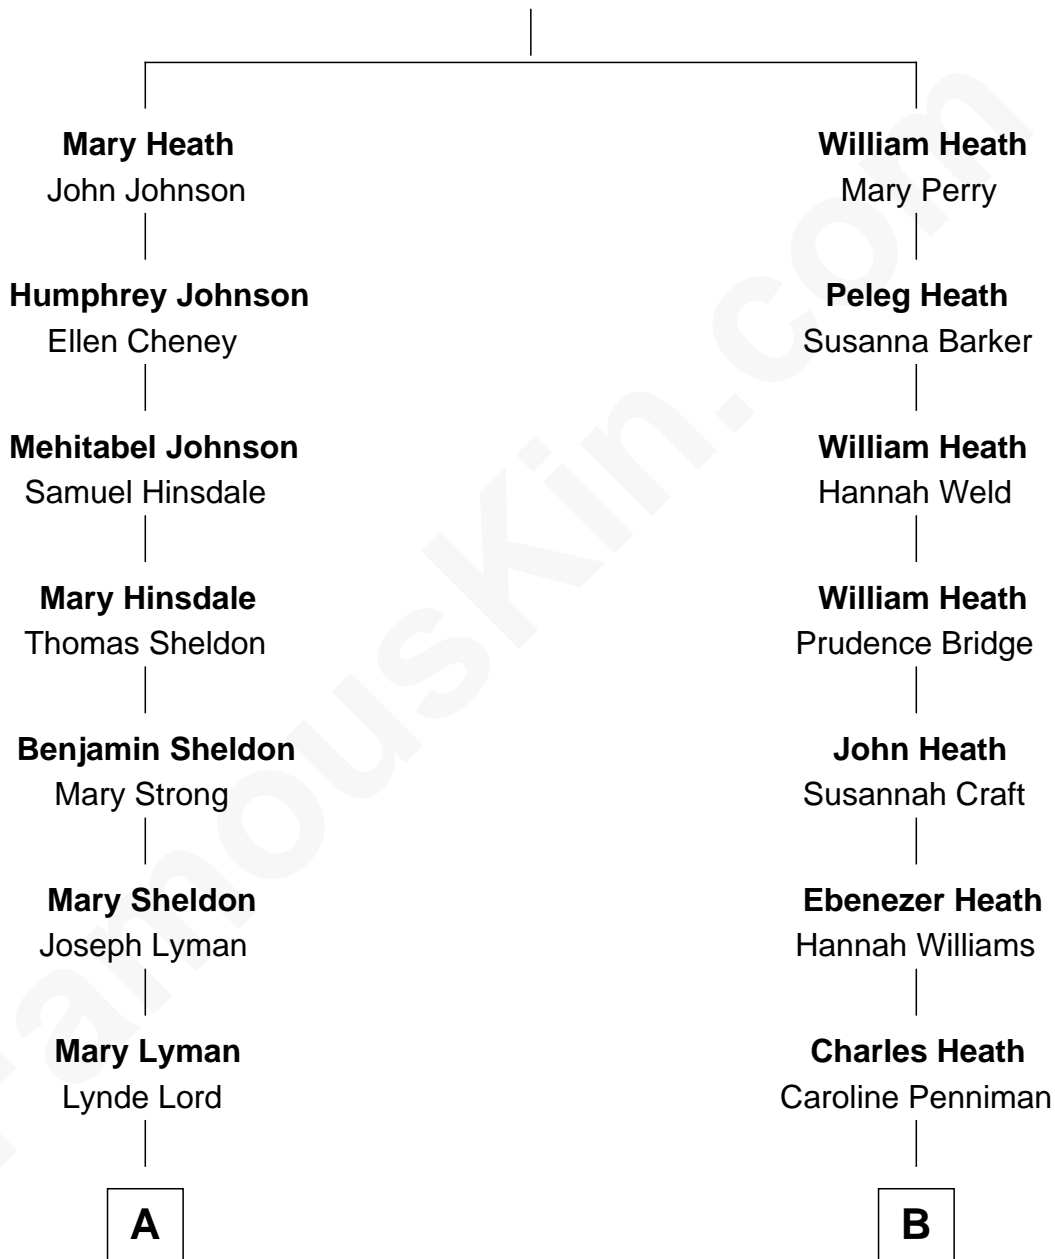 Mary Heath
John Johnson
Humphrey Johnson
Ellen Cheney
Mehitabel Johnson
Samuel Hinsdale
Mary Hinsdale
Thomas Sheldon
Benjamin Sheldon
Mary Strong
Mary Sheldon
Joseph Lyman
Mary Lyman
Lynde Lord
A
William Heath
Mary Perry
Peleg Heath
Susanna Barker
William Heath
Hannah Weld
William Heath
Prudence Bridge
John Heath
Susannah Craft
Ebenezer Heath
Hannah Williams
Charles Heath
Caroline Penniman
B
FamousKin.com